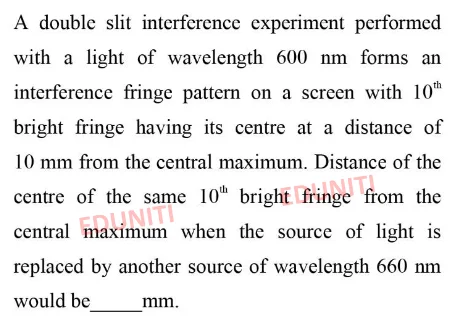 A double slit interference experiment performed
with a light of wavelength 600 nm forms an
interference fringe pattern on a screen with 10th
bright fringe having its centre at a distance of
10 mm from the central maximum. Distance of the
centre of the same 10th bright fringe from the
EDUNITI
central maximum when the source of light is
EDUNITI
replaced by another source of wavelength 660 nm
would be_____mm.